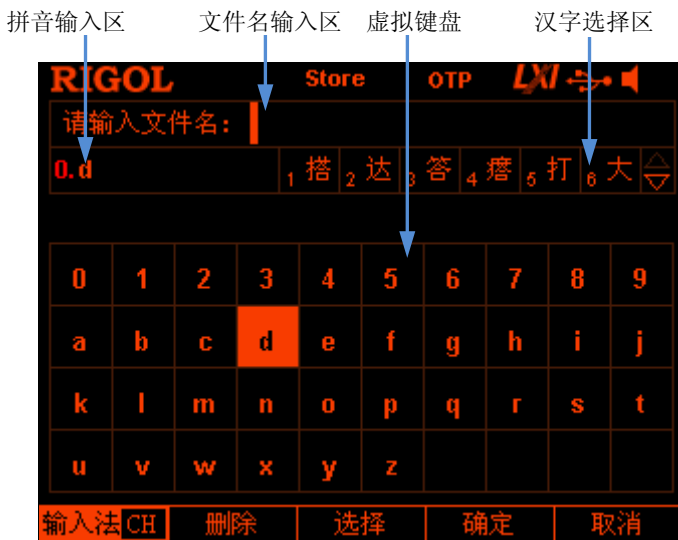 拼音输入区 文件名输入区 虚拟键盘 汉字选择区
RIGOL Store OTP LXI
请输入文件名:
0. d 1 搭 2 达 3 答 4 瘩 5 打 6 大
0 1 2 3 4 5 6 7 8 9
a b c d e f g h i j
k l m n o p q r s t
u v w x y z
输入法 CH 删除 选择 确定 取消